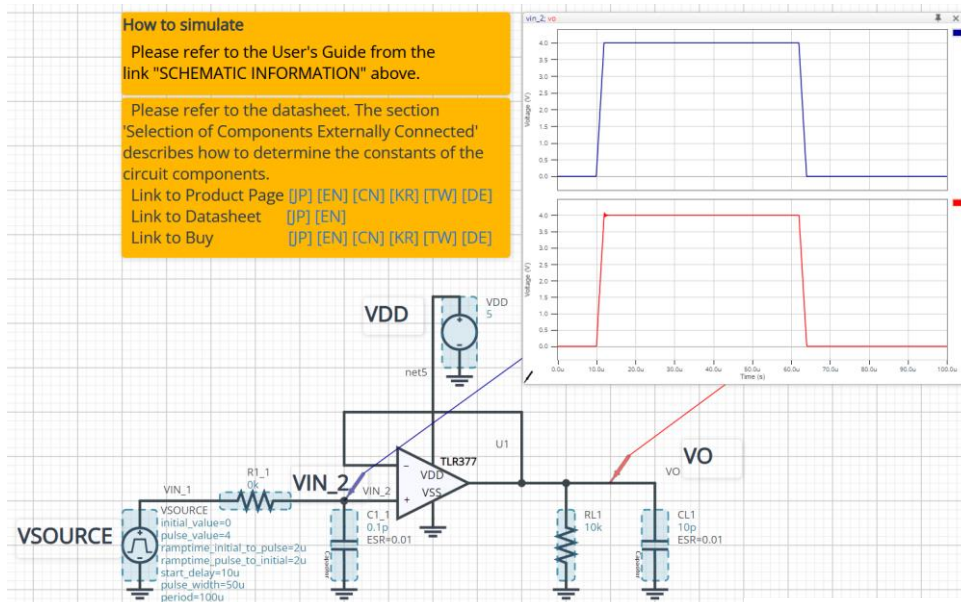 How to simulate
Please refer to the User's Guide from the
link "SCHEMATIC INFORMATION" above.
Please refer to the datasheet. The section
'Selection of Components Externally Connected'
describes how to determine the constants of the
circuit components.
Link to Product Page [JP] [EN] [CN] [KR] [TW] [DE]
Link to Datasheet [JP] [EN]
Link to Buy [JP] [EN] [CN] [KR] [TW] [DE]
vin_2; vo
Voltage (V)
4.0
3.5
3.0
2.5
2.0
1.5
1.0
0.5
0.0
Voltage (V)
4.0
3.5
3.0
2.5
2.0
1.5
1.0
0.5
0.0
0.0u 10.0u 20.0u 30.0u 40.0u 50.0u 60.0u 70.0u 80.0u 90.0u 100.0u
Time (s)
VDD
VDD
5
net5
U1
TLR377
VDD
VSS
−
+
VO
VO
VIN_1
R1_1
0k
VIN_2
VIN_2
VSOURCE
VSOURCE
initial_value=0
pulse_value=4
ramptime_initial_to_pulse=2u
ramptime_pulse_to_initial=2u
start_delay=10u
pulse_width=50u
period=100u
C1_1
0.1p
ESR=0.01
Capacitor
RL1
10k
CL1
10p
ESR=0.01
Capacitor